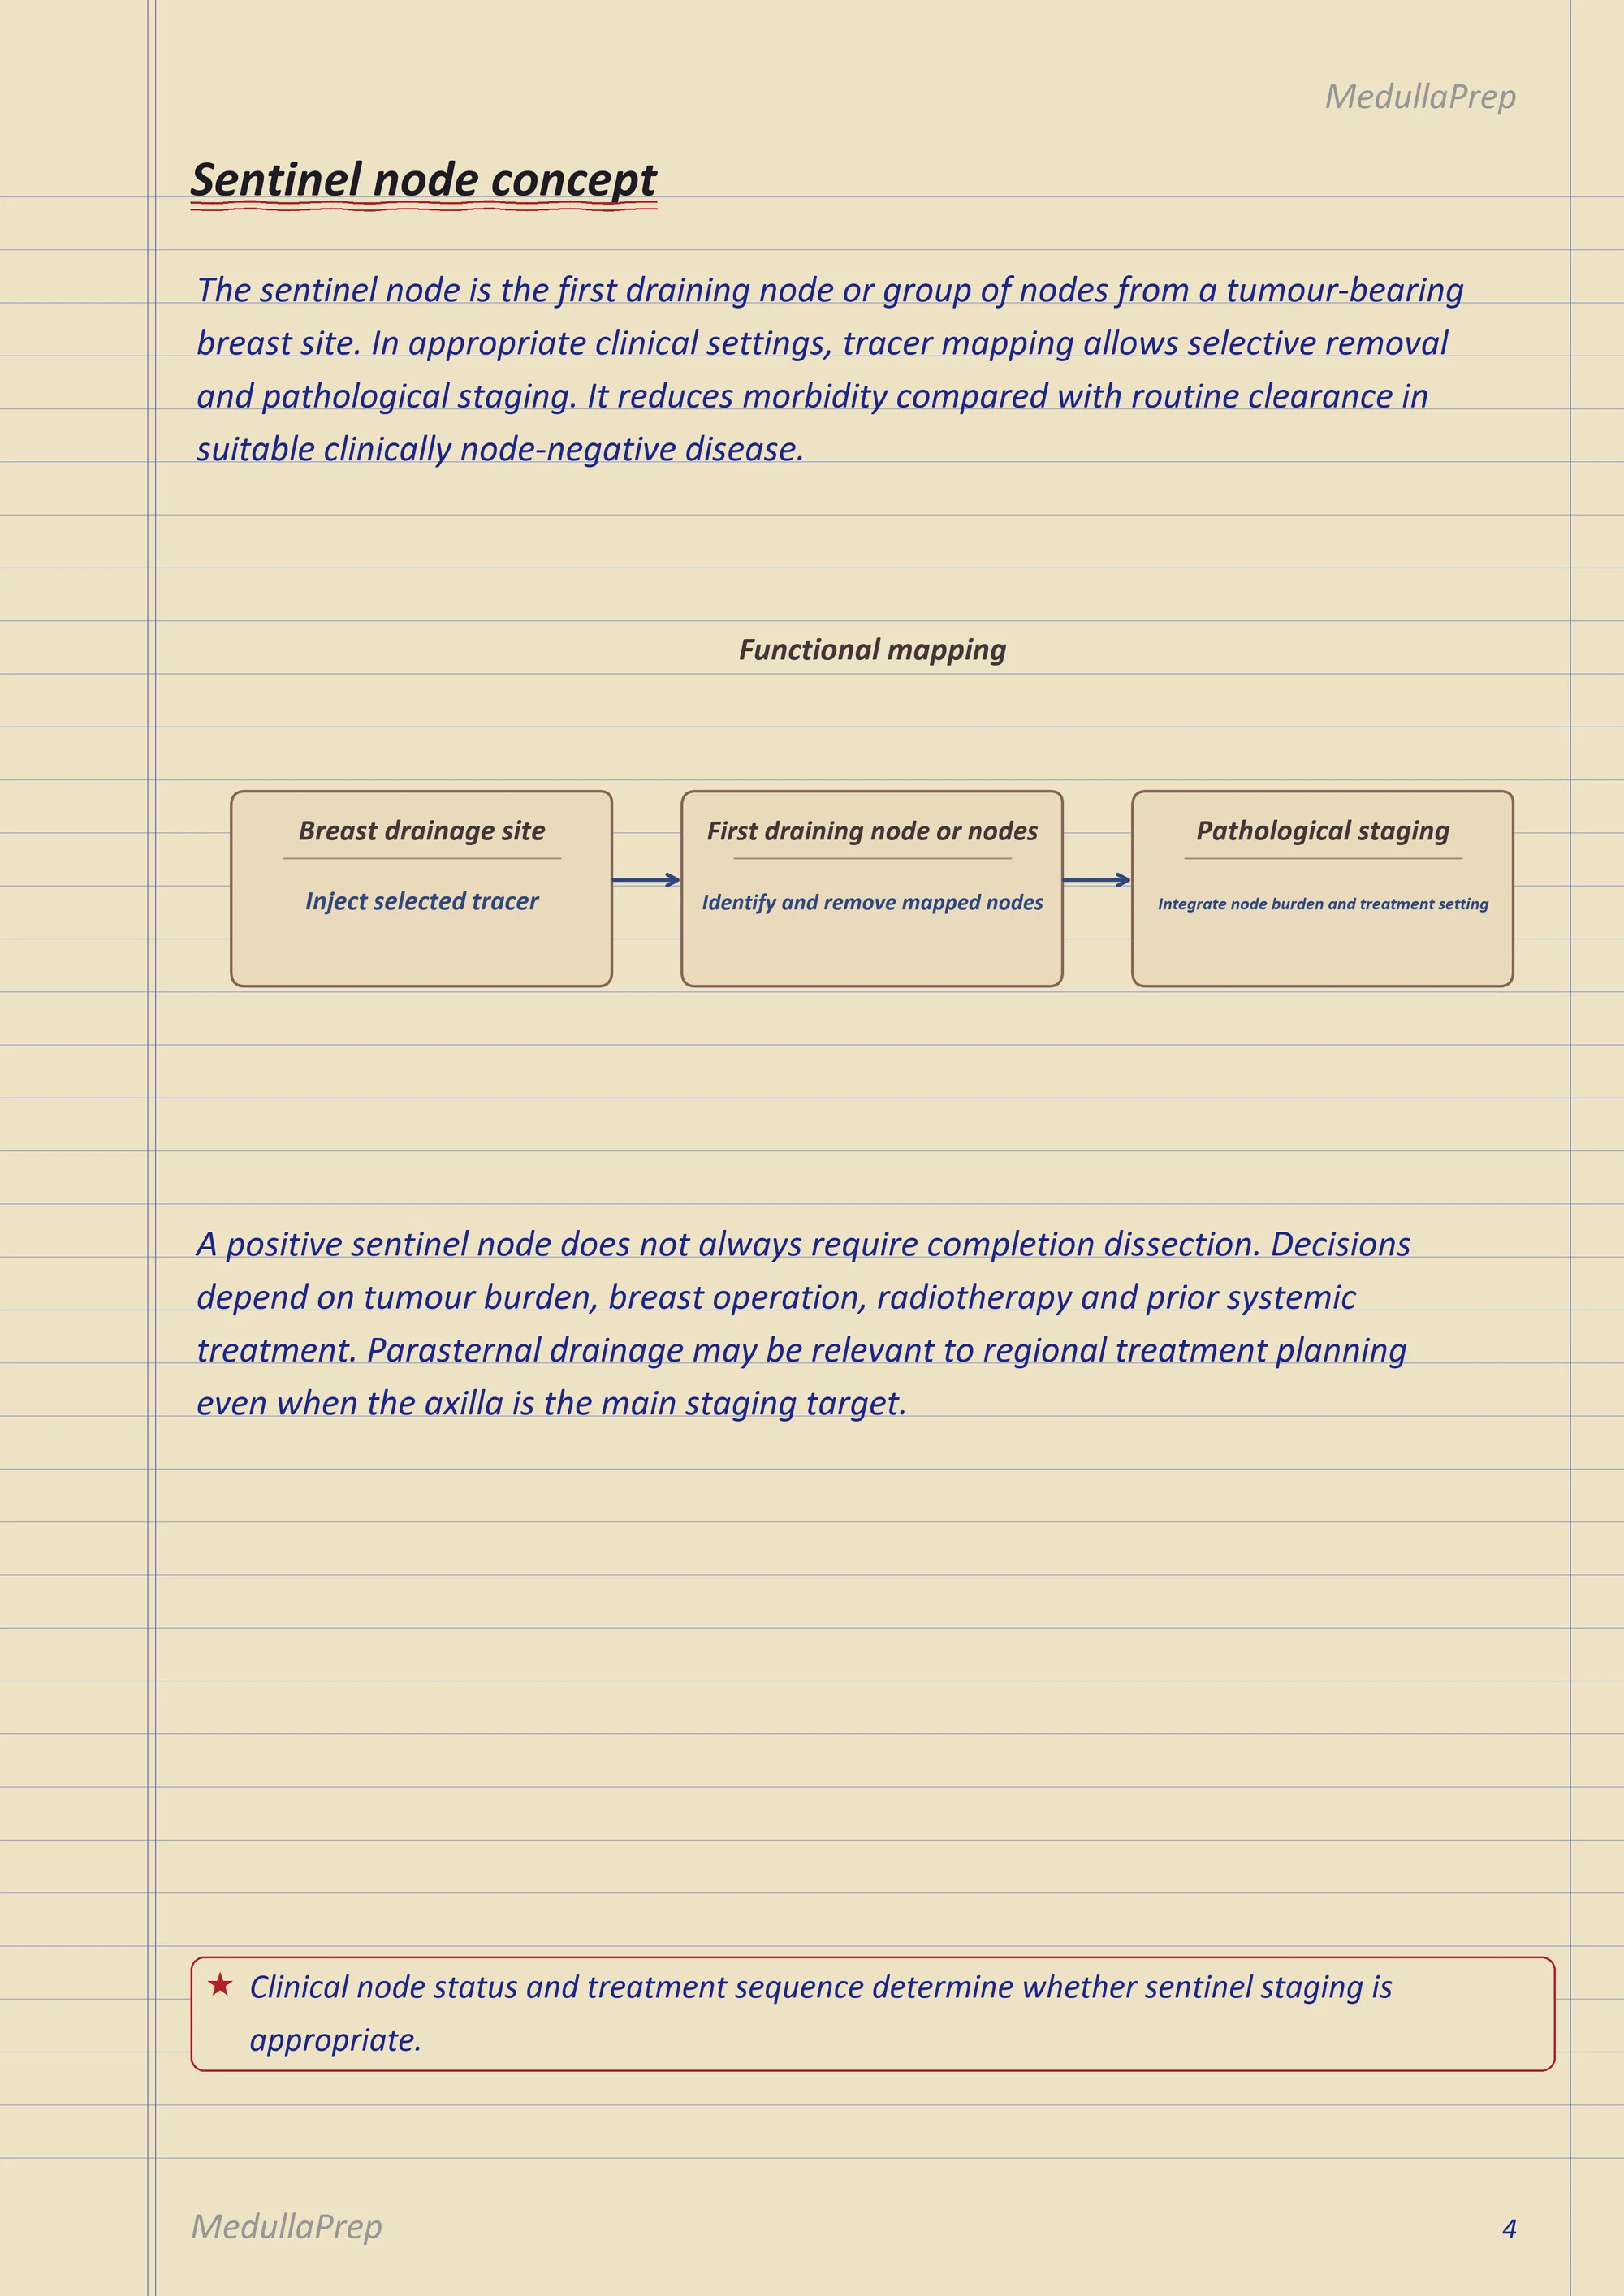 MedullaPrep
Sentinel node concept
The sentinel node is the first draining node or group of nodes from a tumour-bearing
breast site. In appropriate clinical settings, tracer mapping allows selective removal
and pathological staging. It reduces morbidity compared with routine clearance in
suitable clinically node-negative disease.
Functional mapping
Breast drainage site
Inject selected tracer
First draining node or nodes
Identify and remove mapped nodes
Pathological staging
Integrate node burden and treatment setting
A positive sentinel node does not always require completion dissection. Decisions
depend on tumour burden, breast operation, radiotherapy and prior systemic
treatment. Parasternal drainage may be relevant to regional treatment planning
even when the axilla is the main staging target.
★ Clinical node status and treatment sequence determine whether sentinel staging is
appropriate.
MedullaPrep
4